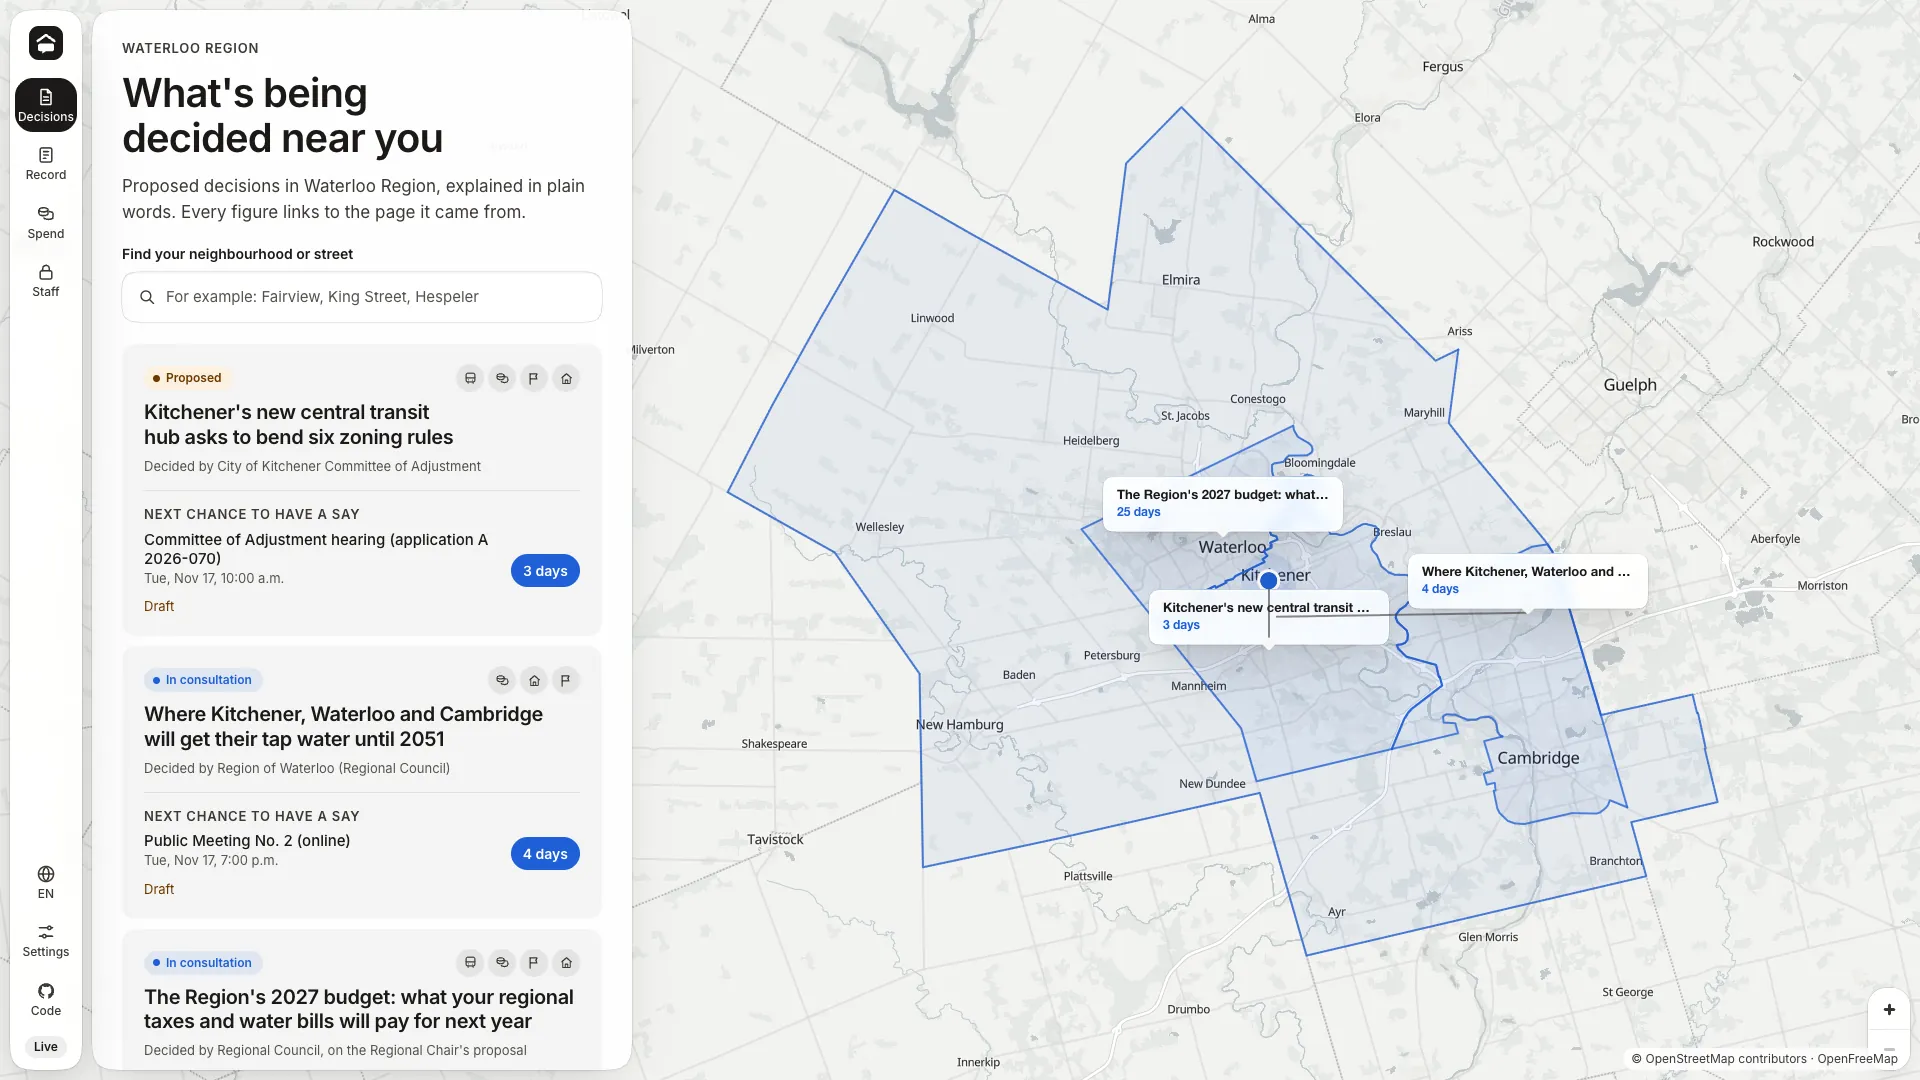 Decisions
Record
Spend
Staff
EN
Settings
Code
Live
WATERLOO REGION
What's being
decided near you
Proposed decisions in Waterloo Region, explained in plain
words. Every figure links to the page it came from.
Find your neighbourhood or street
For example: Fairview, King Street, Hespeler
Proposed
Kitchener's new central transit
hub asks to bend six zoning rules
Decided by City of Kitchener Committee of Adjustment
NEXT CHANCE TO HAVE A SAY
Committee of Adjustment hearing (application A
2026-070)
Tue, Nov 17, 10:00 a.m.
3 days
Draft
In consultation
Where Kitchener, Waterloo and Cambridge
will get their tap water until 2051
Decided by Region of Waterloo (Regional Council)
NEXT CHANCE TO HAVE A SAY
Public Meeting No. 2 (online)
Tue, Nov 17, 7:00 p.m.
4 days
Draft
In consultation
The Region's 2027 budget: what your regional
taxes and water bills will pay for next year
Decided by Regional Council, on the Regional Chair's proposal
Alma
Fergus
Elora
Rockwood
Elmira
Linwood
Ariss
Milverton
Guelph
Conestogo
St. Jacobs
Maryhill
Heidelberg
Bloomingdale
The Region's 2027 budget: what...
25 days
Wellesley
Breslau
Waterloo
Aberfoyle
Kitchener
Where Kitchener, Waterloo and ...
4 days
Morriston
Kitchener's new central transit ...
3 days
Petersburg
Baden
Mannheim
New Hamburg
Shakespeare
Cambridge
New Dundee
Tavistock
Branchton
Plattsville
Ayr
Glen Morris
St George
Drumbo
Innerkip
+
© OpenStreetMap contributors · OpenFreeMap